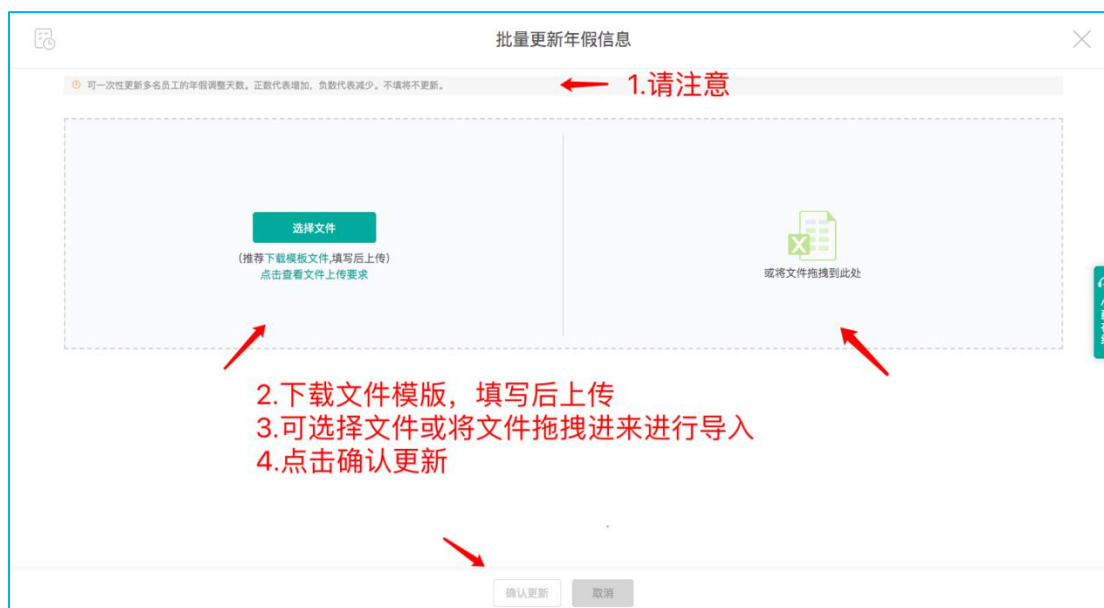 批量更新年假信息
可一次性更新多名员工的年假调整天数。正数代表增加，负数代表减少。不填将不更新。
1.请注意
选择文件
(推荐下载模板文件,填写后上传)
点击查看文件上传要求
或将文件拖拽到此处
2.下载文件模版，填写后上传
3.可选择文件或将文件拖拽进来进行导入
4.点击确认更新
确认更新
取消